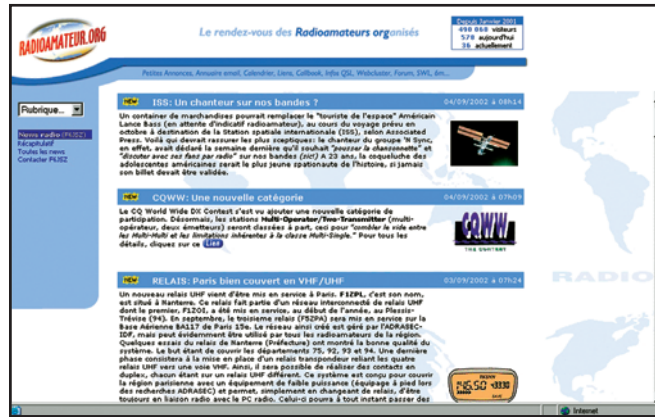 RADIOAMATEUR.ORG
Le rendez-vous des Radioamateurs organisés
Depuis Janvier 2001
490 060 visiteurs
570 aujourd'hui
36 actuellement
Petites Annonces, Annuaire email, Calendrier, Liens, Callbook, Infos QSL, Webcluster, Forum, SWL, 6m...
Rubrique...
News radio (F6JSZ)
Récapitulatif
Toutes les news
Contacter F6JSZ
NEW ISS: Un chanteur sur nos bandes ? 04/09/2002 à 08h14
Un container de marchandises pourrait remplacer le "touriste de l'espace" Américain
Lance Bass (en attente d'indicatif radioamateur), au cours du voyage prévu en
octobre à destination de la Station spatiale internationale (ISS), selon Associated
Press. Voilà qui devrait rassurer les plus sceptiques: le chanteur du groupe 'N Sync,
en effet, avait déclaré la semaine dernière qu'il souhait "pousser la chansonnette" et
"discuter avec ses fans par radio" sur nos bandes (sic!) A 23 ans, la coqueluche des
adolescentes américaines serait le plus jeune spationaute de l'histoire, si jamais
son billet devait être validée.
NEW CQWW: Une nouvelle catégorie 04/09/2002 à 07h09
Le CQ World Wide DX Contest s'est vu ajouter une nouvelle catégorie de
participation. Désormais, les stations Multi-Operator/Two-Transmitter (multi-
opérateur, deux émetteurs) seront classées à part, ceci pour "combler le vide entre
les Multi-Multi et les limitations inhérentes à la classe Multi-Single." Pour tous les
détails, cliquez sur ce Lien
CQWW
THE CONTEST
RADIO
NEW RELAIS: Paris bien couvert en VHF/UHF 03/09/2002 à 07h24
Un nouveau relais UHF vient d'être mis en service à Paris. F1ZPL, c'est son nom,
est situé à Nanterre. Ce relais fait partie d'un réseau interconnecté de relais UHF
dont le premier, F1ZOI, a été mis en service, au début de l'année, au Plessis-
Trévise (94). En septembre, le troisieme relais (F5ZPA) sera mis en service sur la
Base Aérienne BA117 de Paris 15e. Le réseau ainsi créé est géré par l'ADRASEC-
IDF, mais peut évidemment être utilisé par tous les radioamateurs de la région.
Quelques essais du relais de Nanterre (Préfecture) ont montré la bonne qualité du
système. Le but étant de couvrir les départements 75, 92, 93 et 94. Une dernière
phase consistera à la mise en place d'un relais transpondeur reliant les quatre
relais UHF vers une voie VHF. Ainsi, il sera possible de réaliser des contacts en
duplex, chacun étant sur un relais UHF différent. Ce système est conçu pour couvrir
la région parisienne avec un équipement de faible puissance (équipage à pied lors
des recherches ADRASEC) et permet, simplement en changeant de relais, d'être
toujours en liaison radio avec le PC radio. Celui-ci pourra à tout instant passer des
Internet